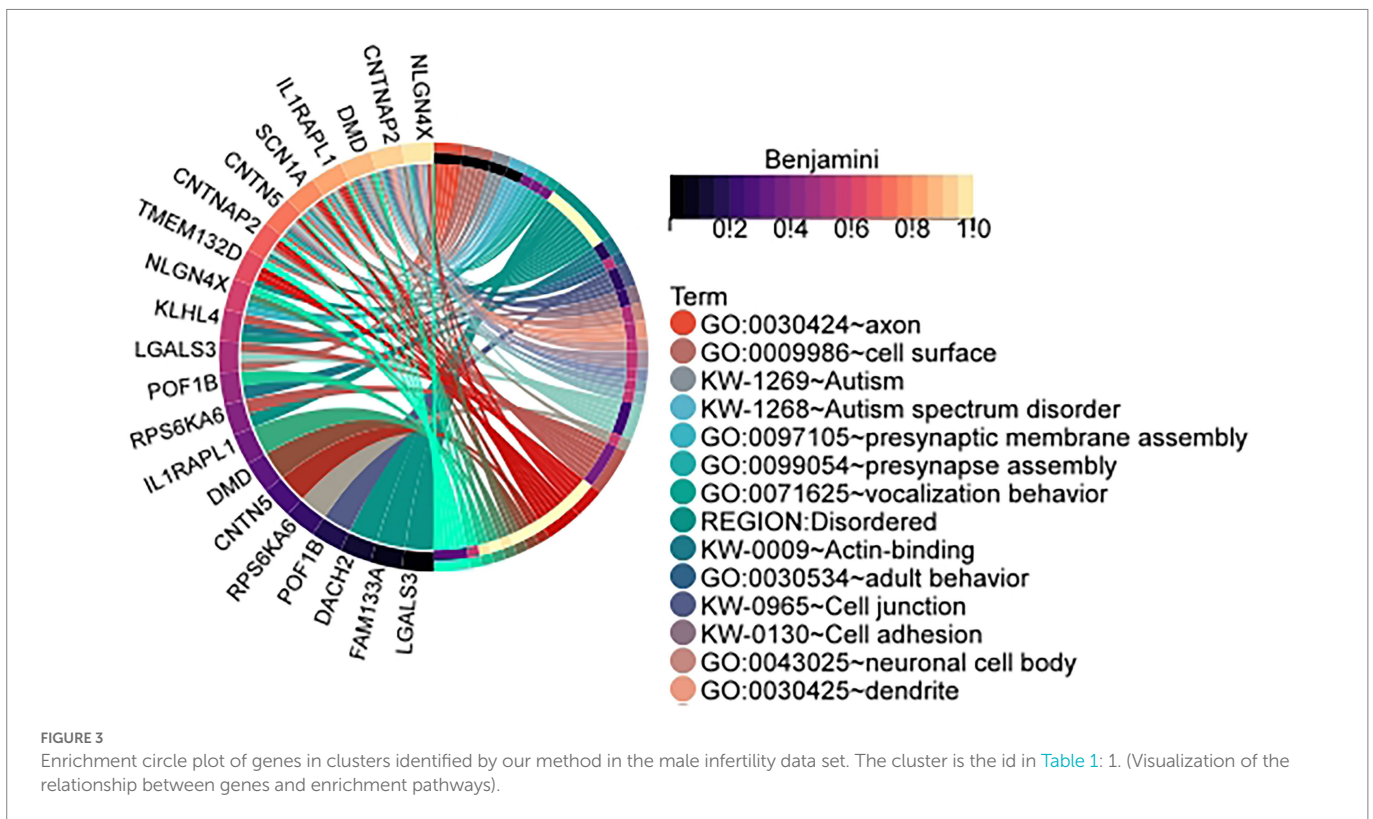 NLGN4X
CNTNAP2
DMD
IL1RAPL1
SCN1A
CNTN5
CNTNAP2
TMEM132D
NLGN4X
KLHL4
LGALS3
POF1B
RPS6KA6
IL1RAPL1
DMD
CNTN5
RPS6KA6
POF1B
DACH2
FAM133A
LGALS3
Benjamini
0.2 0.4 0.6 0.8 1.0
Term
GO:0030424~axon
GO:0009986~cell surface
KW-1269~Autism
KW-1268~Autism spectrum disorder
GO:0097105~presynaptic membrane assembly
GO:0099054~presynapse assembly
GO:0071625~vocalization behavior
REGION:Disordered
KW-0009~Actin-binding
GO:0030534~adult behavior
KW-0965~Cell junction
KW-0130~Cell adhesion
GO:0043025~neuronal cell body
GO:0030425~dendrite
FIGURE 3
Enrichment circle plot of genes in clusters identified by our method in the male infertility data set. The cluster is the id in Table 1: 1. (Visualization of the
relationship between genes and enrichment pathways).